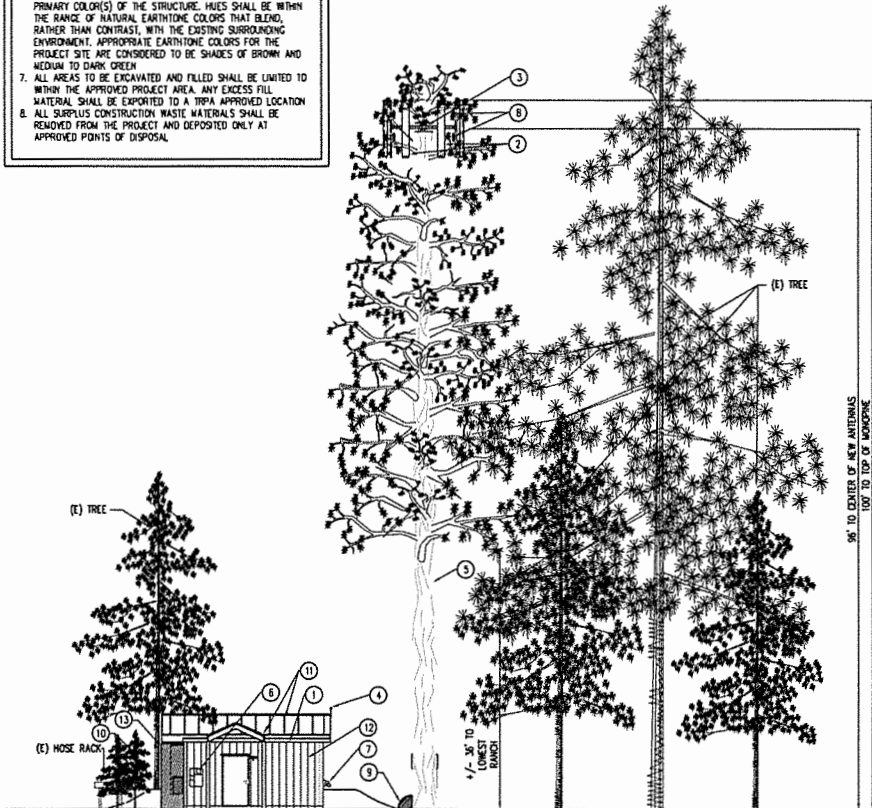 PRIMARY COLOR(S) OF THE STRUCTURE. HUES SHALL BE WITHIN
THE RANGE OF NATURAL EARTHTONE COLORS THAT BLEND,
RATHER THAN CONTRAST, WITH THE EXISTING SURROUNDING
ENVIRONMENT. APPROPRIATE EARTHTONE COLORS FOR THE
PROJECT SITE ARE CONSIDERED TO BE SHADES OF BROWN AND
MEDIUM TO DARK GREEN
7. ALL AREAS TO BE EXCAVATED AND FILLED SHALL BE LIMITED TO
WITHIN THE APPROVED PROJECT AREA. ANY EXCESS FILL
MATERIAL SHALL BE EXPORTED TO A TRPA APPROVED LOCATION
8. ALL SURPLUS CONSTRUCTION WASTE MATERIALS SHALL BE
REMOVED FROM THE PROJECT AND DEPOSITED ONLY AT
APPROVED POINTS OF DISPOSAL
3
8
2
(E) TREE
96' TO CENTER OF NEW ANTENNAS
100' TO TOP OF MONOPINE
(E) TREE
5
11
6
1
4
13
10
12
(E) HOSE RACK
7
9
+/- 36' TO
LOWEST
RANCH